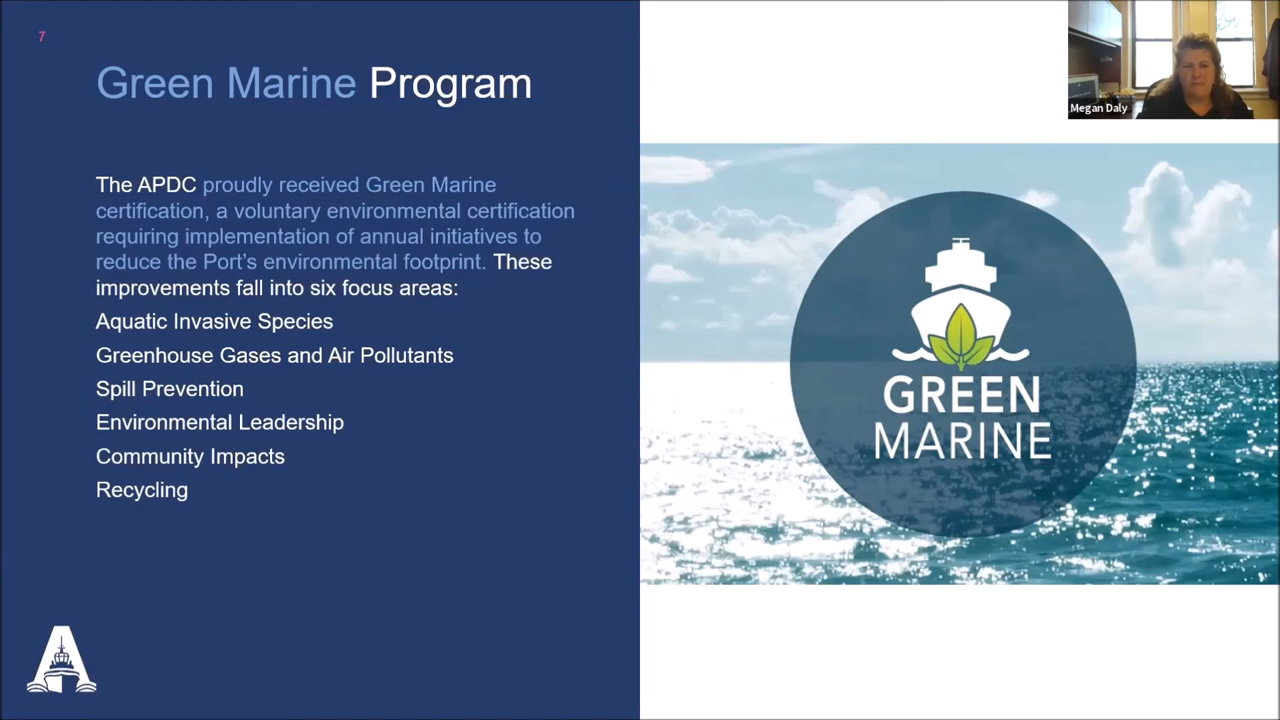 7
Green Marine Program
The APDC proudly received Green Marine
certification, a voluntary environmental certification
requiring implementation of annual initiatives to
reduce the Port's environmental footprint. These
improvements fall into six focus areas:
Aquatic Invasive Species
Greenhouse Gases and Air Pollutants
Spill Prevention
Environmental Leadership
Community Impacts
Recycling
A
Megan Daly
GREEN
MARINE